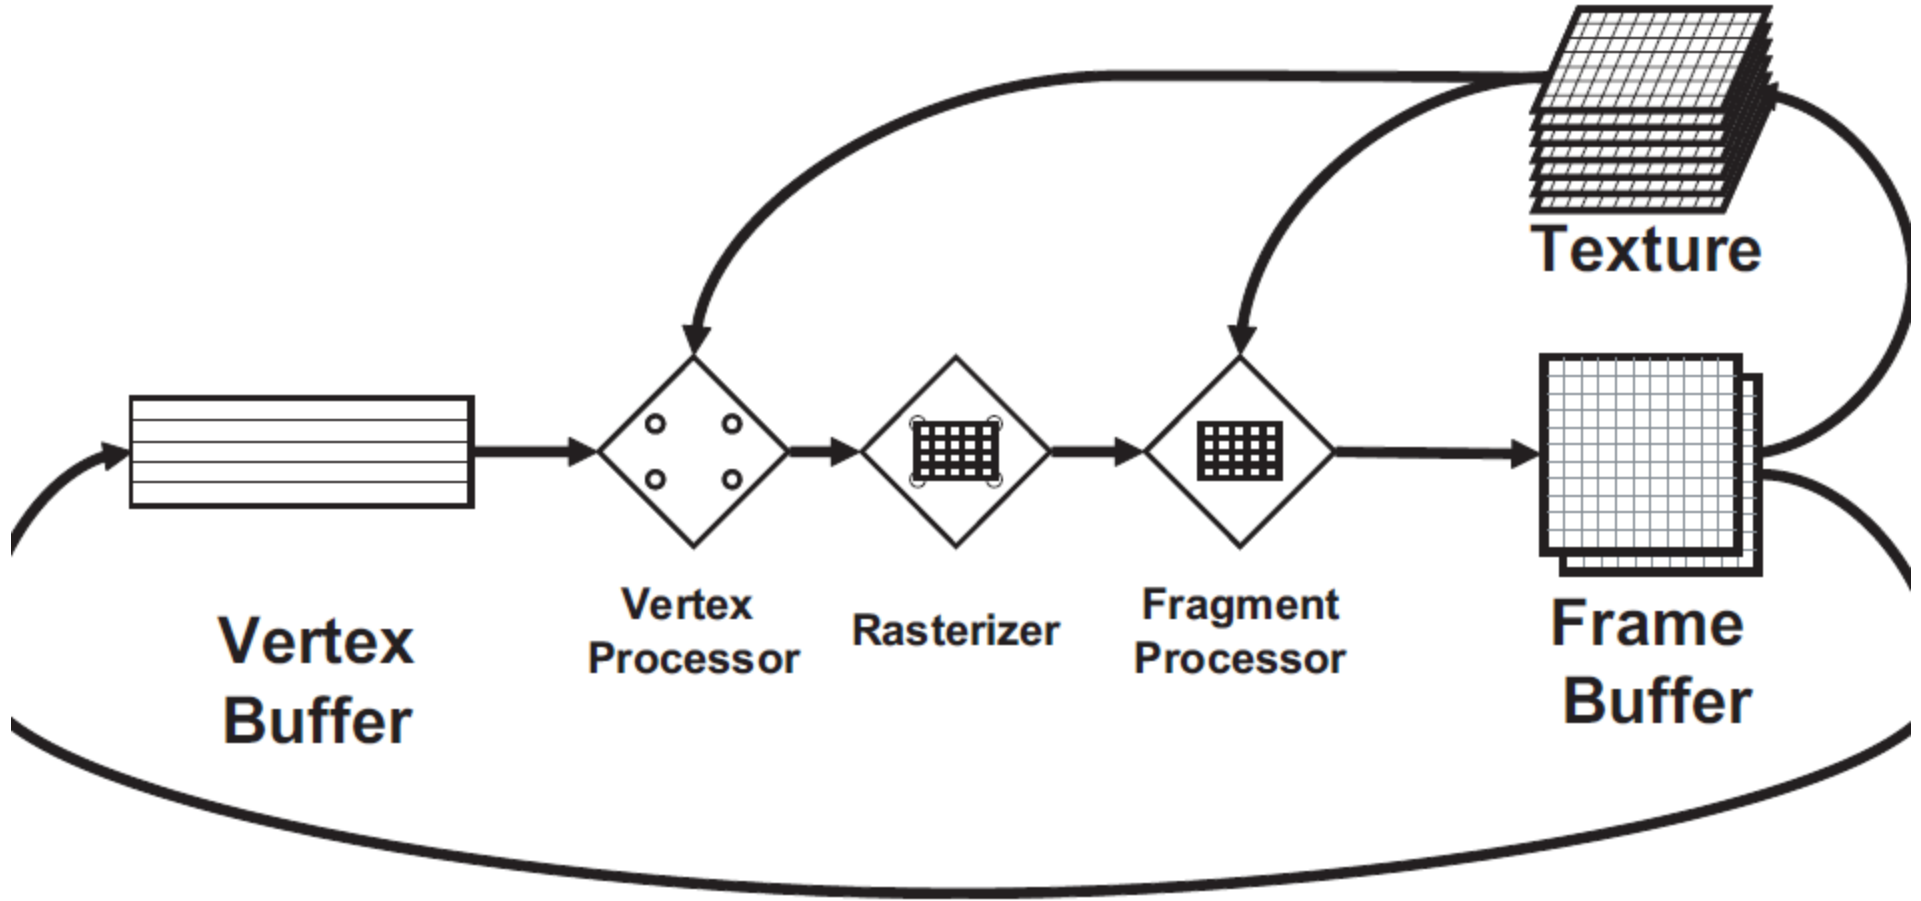 Texture
Vertex
Buffer
Vertex
Processor
Rasterizer
Fragment
Processor
Frame
Buffer